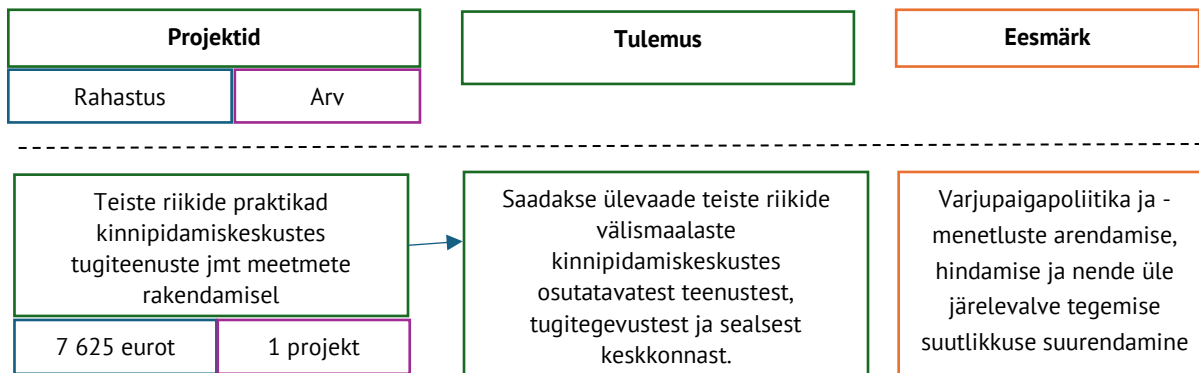 Projektid
Rahastus
Arv
Tulemus
Eesmärk
Teiste riikide praktikad
kinnipidamiskeskustes
tugiteenuste jmt meetmete
rakendamisel
7 625 eurot
1 projekt
Saadakse ülevaade teiste riikide
välismaalaste
kinnipidamiskeskustes
osutatavatest teenustest,
tugitegevustest ja sealsest
keskkonnast.
Varjupaigapoliitika ja -
menetluste arendamise,
hindamise ja nende üle
järelevalve tegemise
suutlikkuse suurendamine